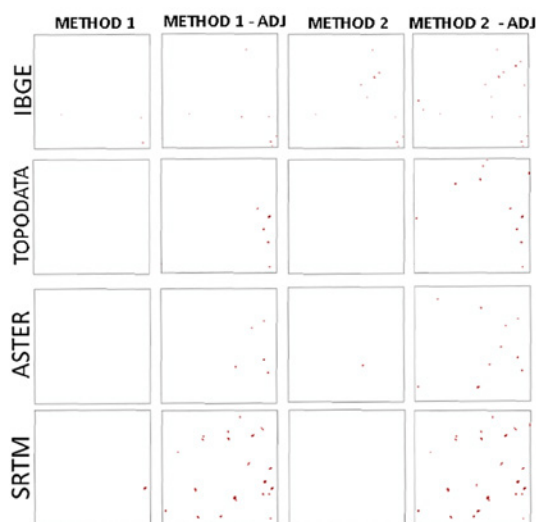 METHOD 1 METHOD 1 - ADJ METHOD 2 METHOD 2 - ADJ
IBGE
TOPODATA
ASTER
SRTM